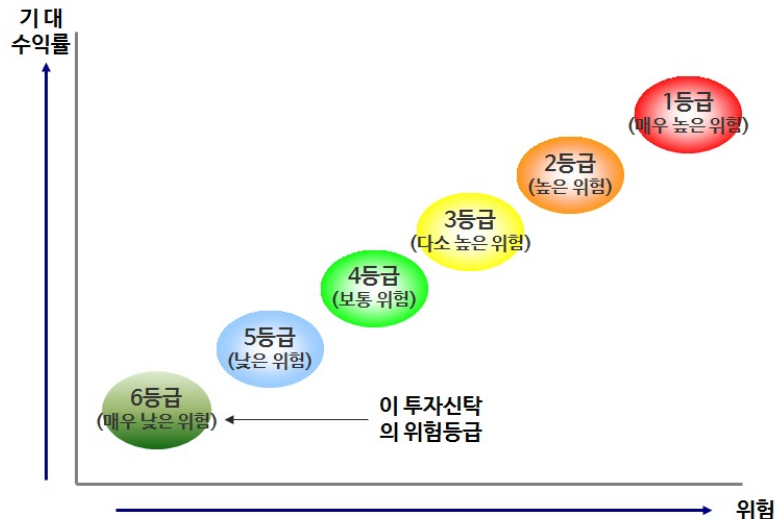 기 대
수익률
1등급
(매우 높은 위험)
2등급
(높은 위험)
3등급
(다소 높은 위험)
4등급
(보통 위험)
5등급
(낮은 위험)
6등급
(매우 낮은 위험)
이 투자신탁
의 위험등급
위험